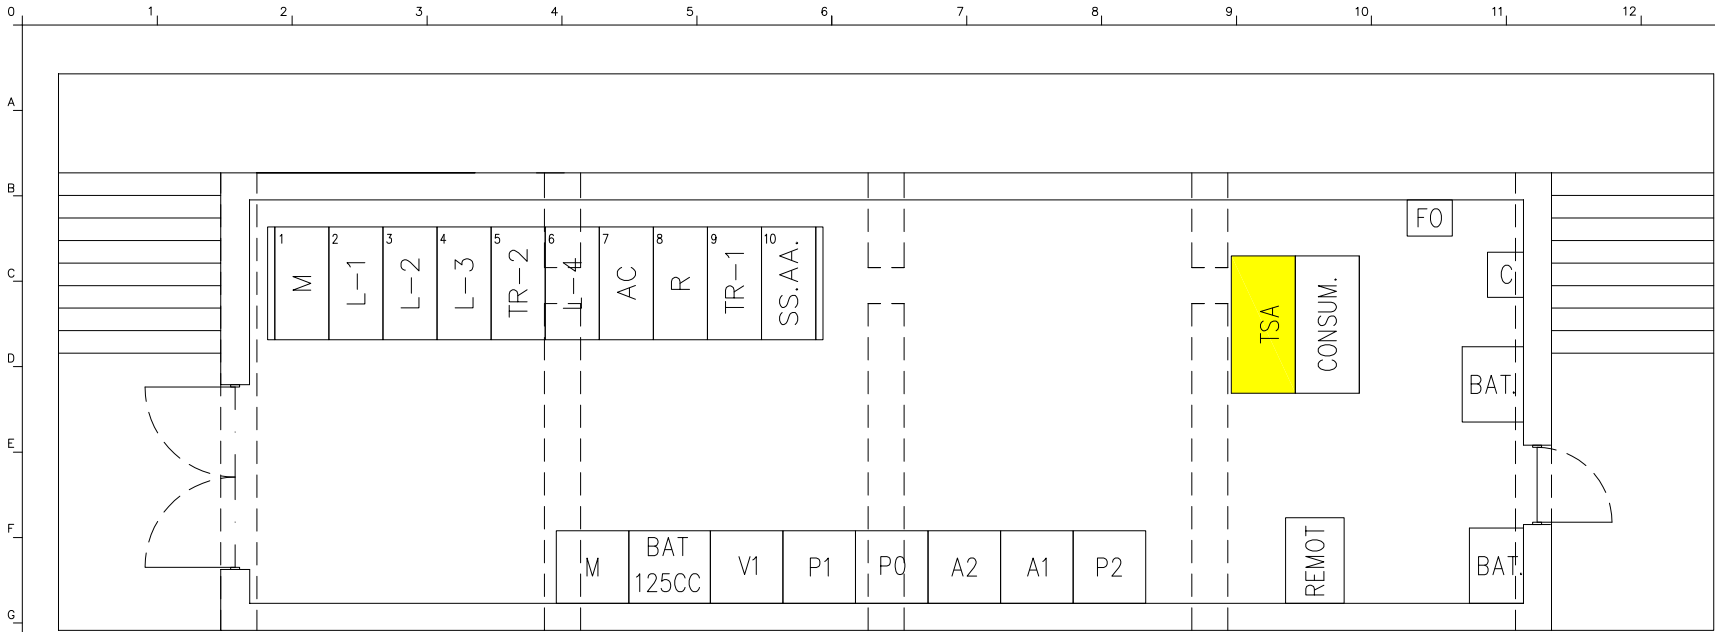 0 1 2 3 4 5 6 7 8 9 10 11 12
A
B
C
D
E
F
G
1 2 3 4 5 6 7 8 9 10
M L-1 L-2 L-3 TR-2 L-4 AC R TR-1 SS.AA.
TSA CONSUM.
FO
C
BAT.
M
BAT
125CC
V1 P1 P0 A2 A1 P2
REMOT
BAT.